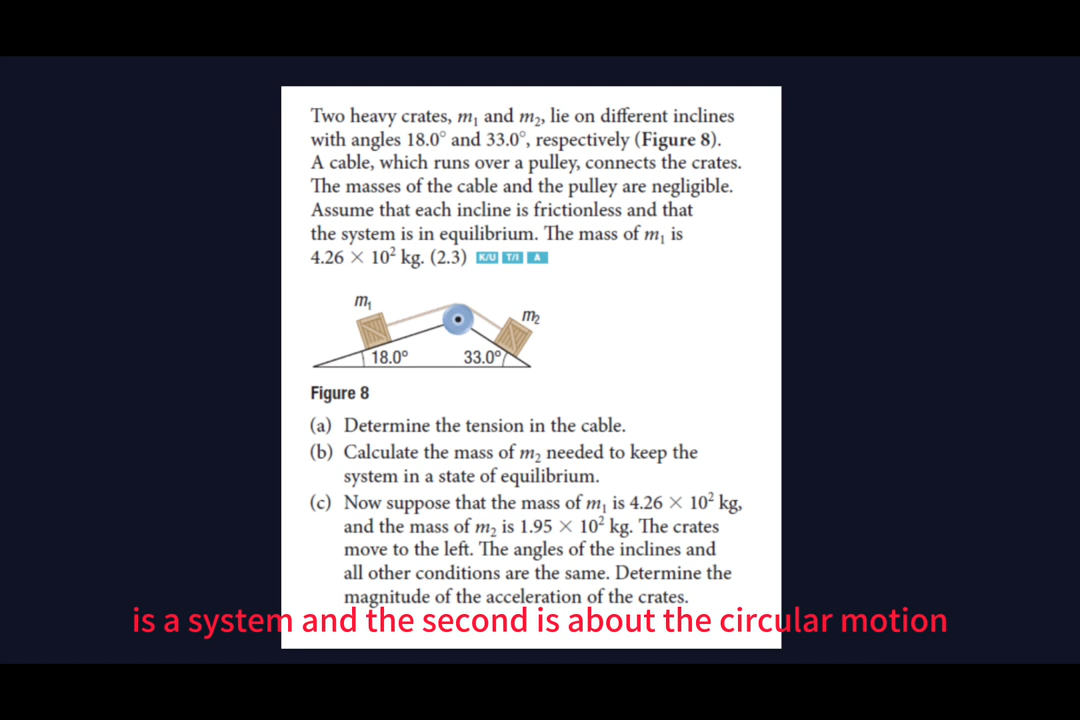 Two heavy crates, m₁ and m₂, lie on different inclines
with angles 18.0° and 33.0°, respectively (Figure 8).
A cable, which runs over a pulley, connects the crates.
The masses of the cable and the pulley are negligible.
Assume that each incline is frictionless and that
the system is in equilibrium. The mass of m₁ is
4.26 × 10² kg. (2.3) K/U T/I A
m₁
m₂
18.0°
33.0°
Figure 8
(a) Determine the tension in the cable.
(b) Calculate the mass of m₂ needed to keep the
system in a state of equilibrium.
(c) Now suppose that the mass of m₁ is 4.26 × 10² kg,
and the mass of m₂ is 1.95 × 10² kg. The crates
move to the left. The angles of the inclines and
all other conditions are the same. Determine the
magnitude of the acceleration of the crates.
is a system and the second is about the circular motion